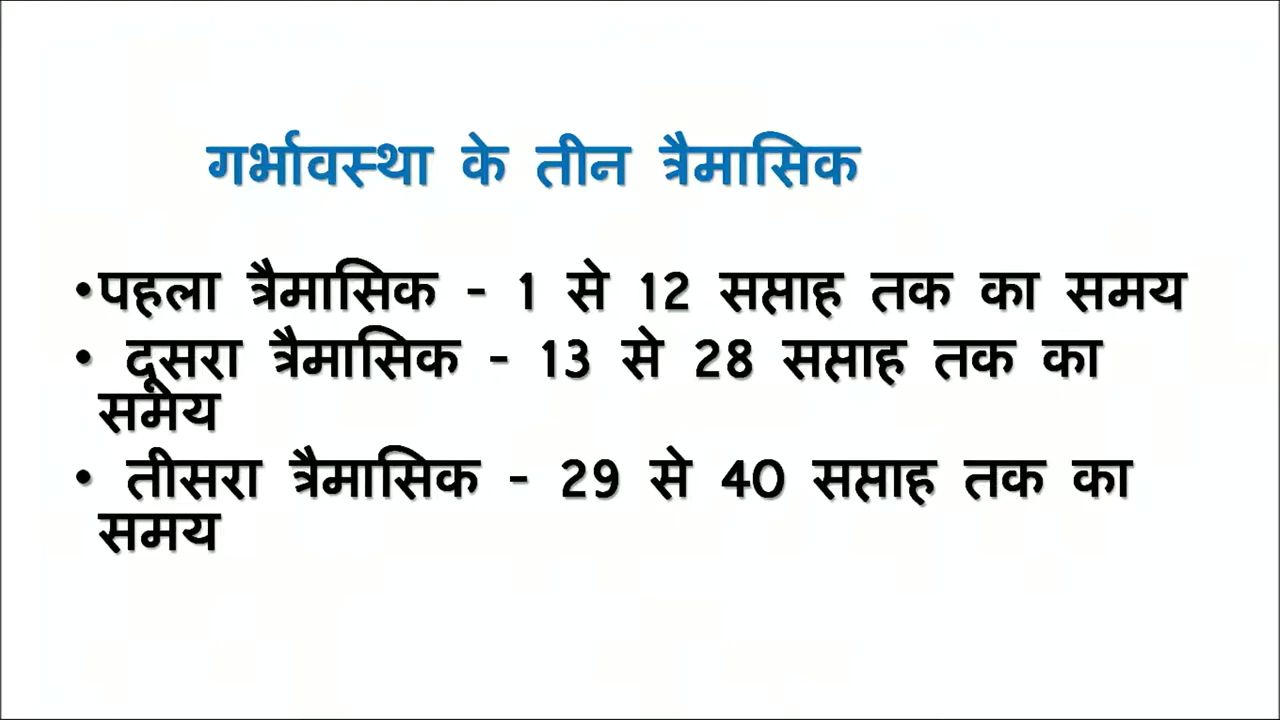 गर्भावस्था के तीन त्रैमासिक
•पहला त्रैमासिक - 1 से 12 सप्ताह तक का समय
• दूसरा त्रैमासिक - 13 से 28 सप्ताह तक का
समय
• तीसरा त्रैमासिक - 29 से 40 सप्ताह तक का
समय